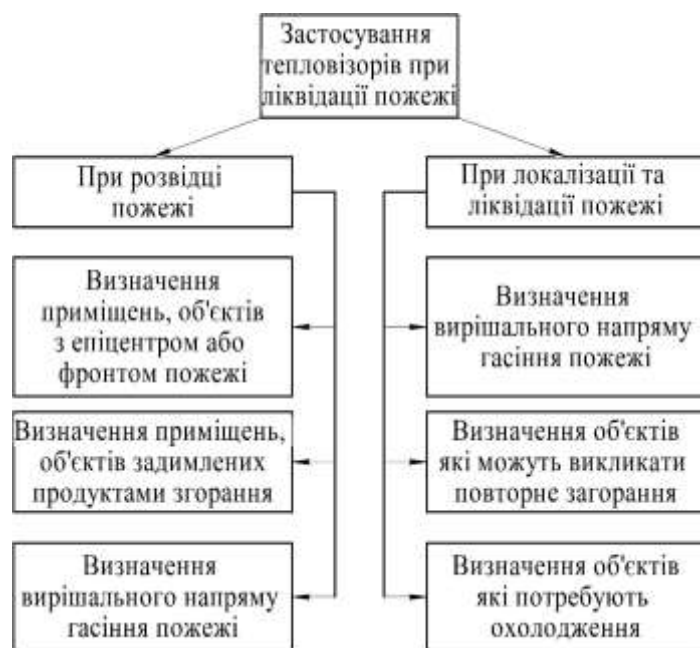 Застосування
тепловізорів при
ліквідації пожежі
При розвідці
пожежі
При локалізації та
ліквідації пожежі
Визначення
приміщень, об'єктів
з епіцентром або
фронтом пожежі
Визначення
вирішального напряму
гасіння пожежі
Визначення приміщень,
об'єктів задимлених
продуктами згорання
Визначення об'єктів
які можуть викликати
повторне загорання
Визначення
вирішального напряму
гасіння пожежі
Визначення об'єктів
які потребують
охолодження